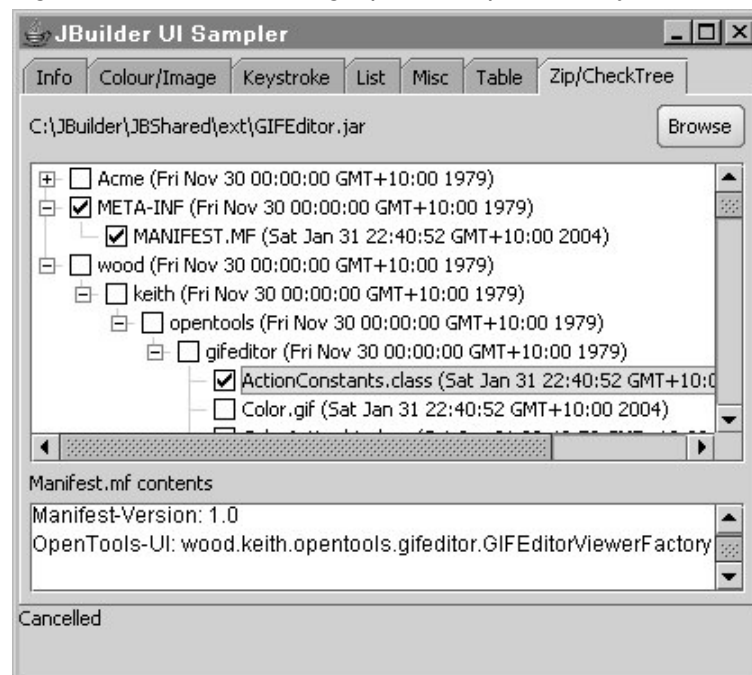 JBuilder UI Sampler
Info Colour/Image Keystroke List Misc Table Zip/CheckTree
C:\JBuilder\JBShared\ext\GIFEditor.jar Browse
Acme (Fri Nov 30 00:00:00 GMT+10:00 1979)
META-INF (Fri Nov 30 00:00:00 GMT+10:00 1979)
MANIFEST.MF (Sat Jan 31 22:40:52 GMT+10:00 2004)
wood (Fri Nov 30 00:00:00 GMT+10:00 1979)
keith (Fri Nov 30 00:00:00 GMT+10:00 1979)
opentools (Fri Nov 30 00:00:00 GMT+10:00 1979)
gifeditor (Fri Nov 30 00:00:00 GMT+10:00 1979)
ActionConstants.class (Sat Jan 31 22:40:52 GMT+10:0
Color.gif (Sat Jan 31 22:40:52 GMT+10:00 2004)
Manifest.mf contents
Manifest-Version: 1.0
OpenTools-UI: wood.keith.opentools.gifeditor.GIFEditorViewerFactory
Cancelled